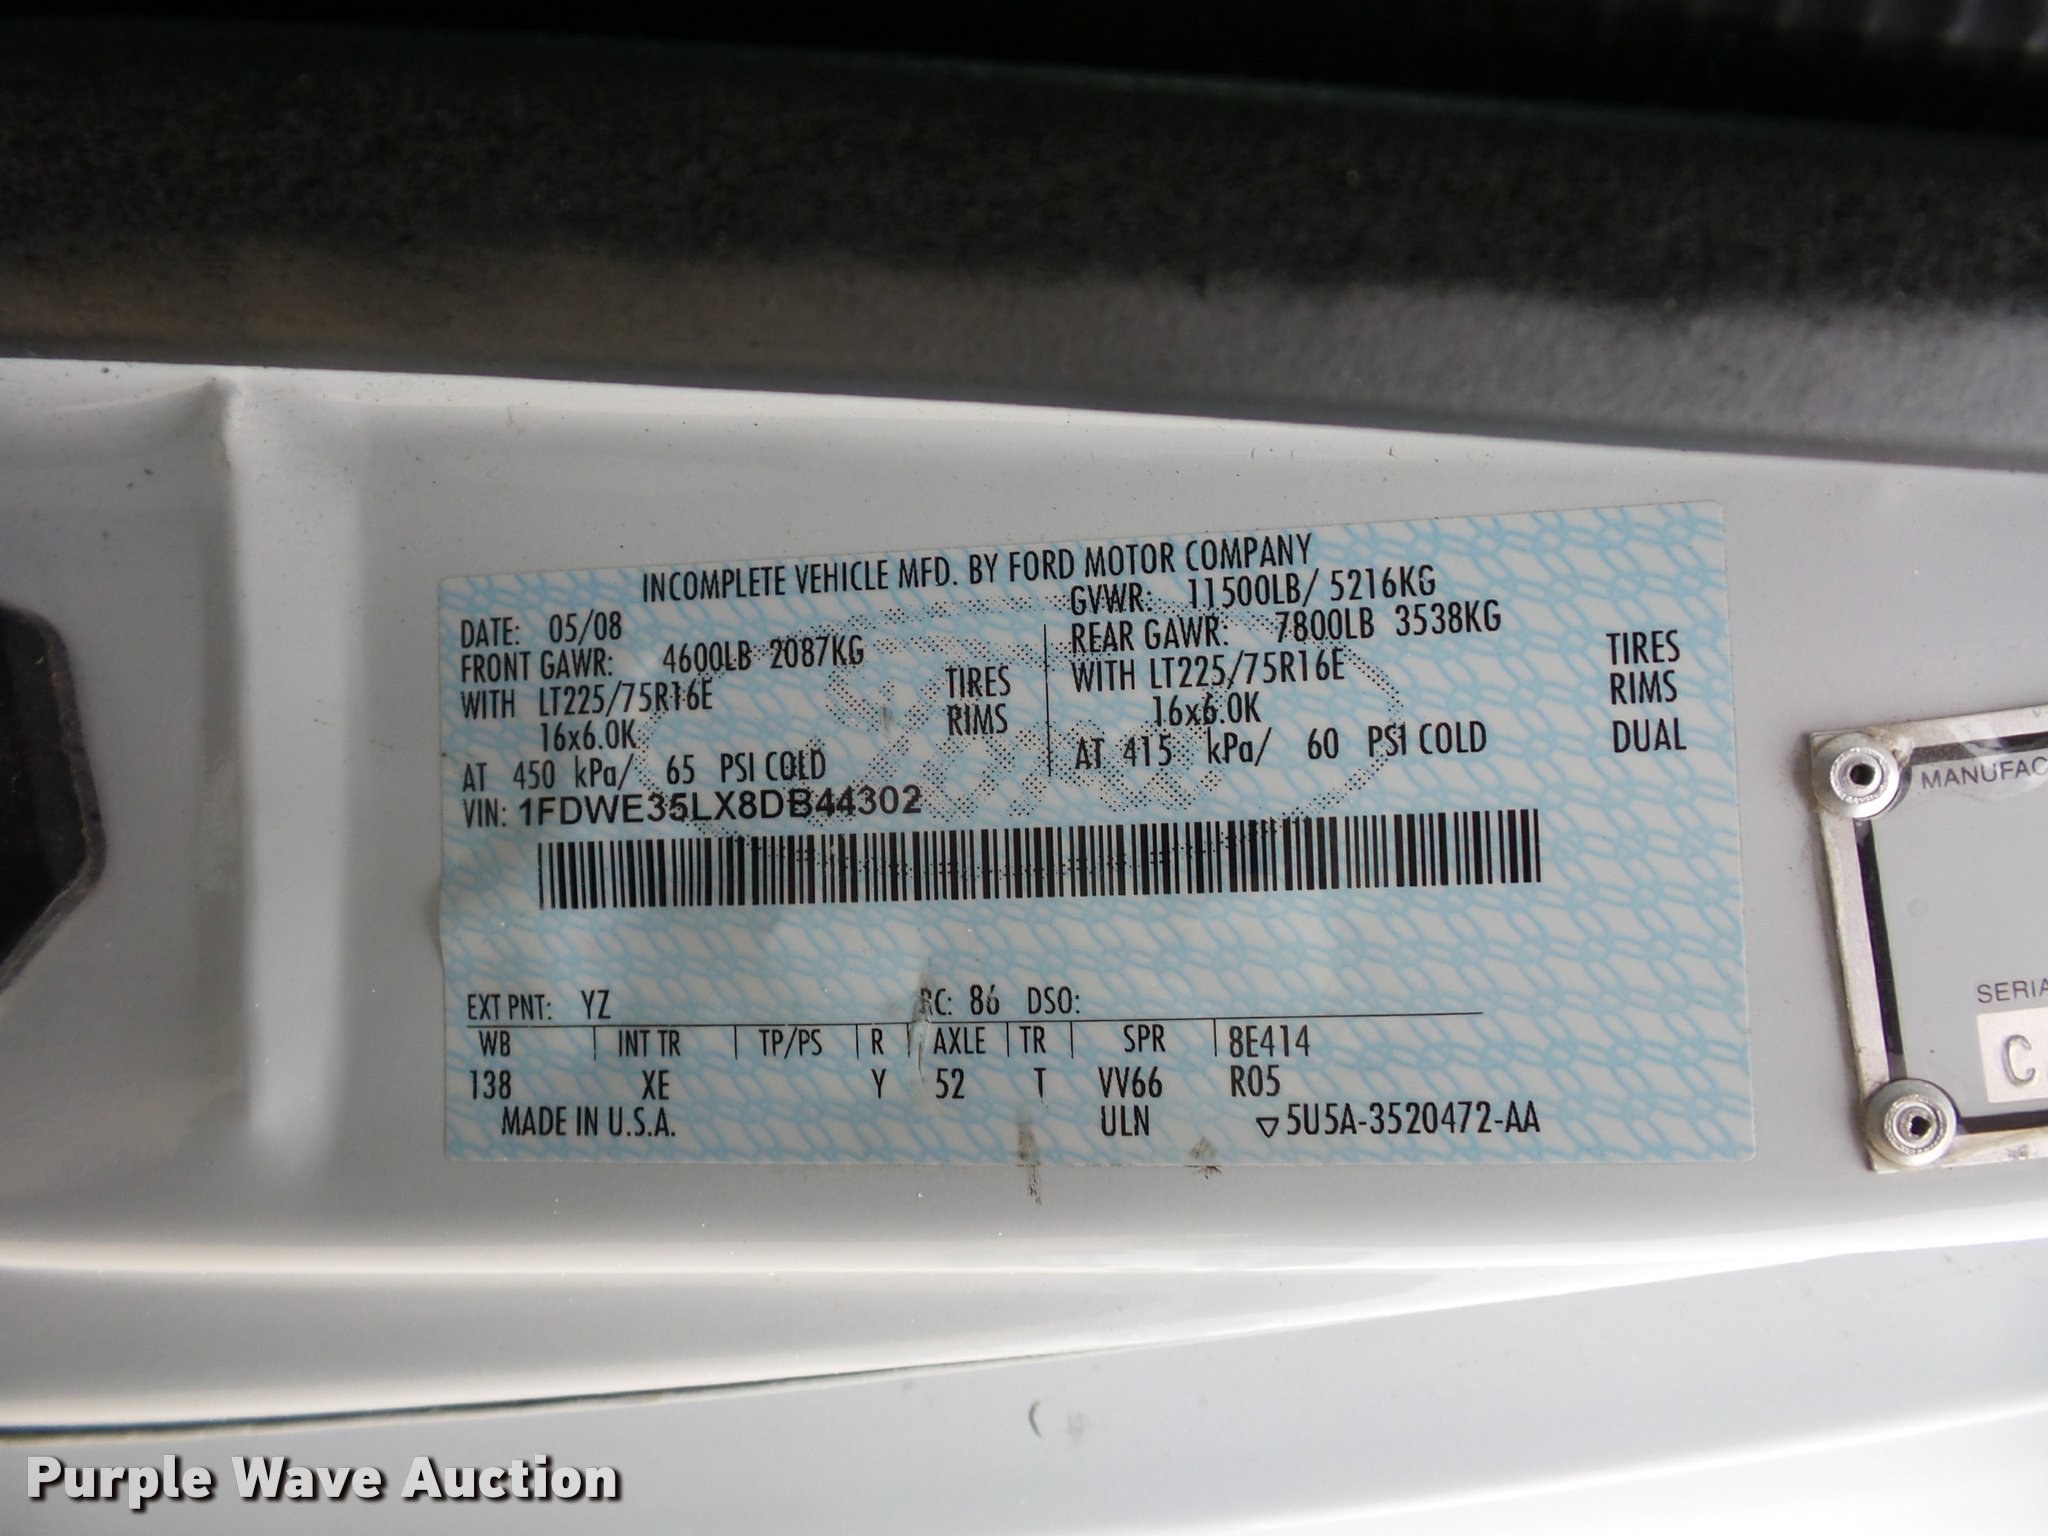 INCOMPLETE VEHICLE MFD. BY FORD MOTOR COMPANY
DATE: 05/08
GVWR: 11500LB/ 5216KG
FRONT GAWR: 4600LB 2087KG
REAR GAWR: 7800LB 3538KG
WITH LT225/75R16E TIRES
WITH LT225/75R16E TIRES
16x6.0K RIMS
16x6.0K RIMS
AT 450 kPa/ 65 PSI COLD
AT 415 kPa/ 60 PSI COLD DUAL
VIN: 1FDWE35LX8DB44302
EXT PNT: YZ RC: 86 DSO:
WB INT TR TP/PS R AXLE TR SPR 8E414
138 XE Y 52 T VV66 R05
MADE IN U.S.A. ULN ▽5U5A-3520472-AA
MANUFAC
SERIA
C
Purple Wave Auction